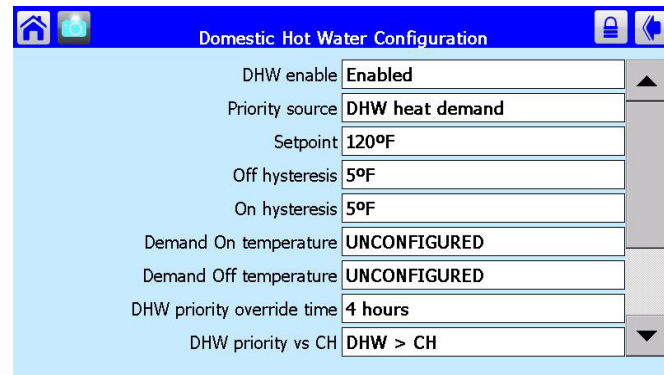 Domestic Hot Water Configuration
DHW enable Enabled
Priority source DHW heat demand
Setpoint 120ºF
Off hysteresis 5ºF
On hysteresis 5ºF
Demand On temperature UNCONFIGURED
Demand Off temperature UNCONFIGURED
DHW priority override time 4 hours
DHW priority vs CH DHW > CH